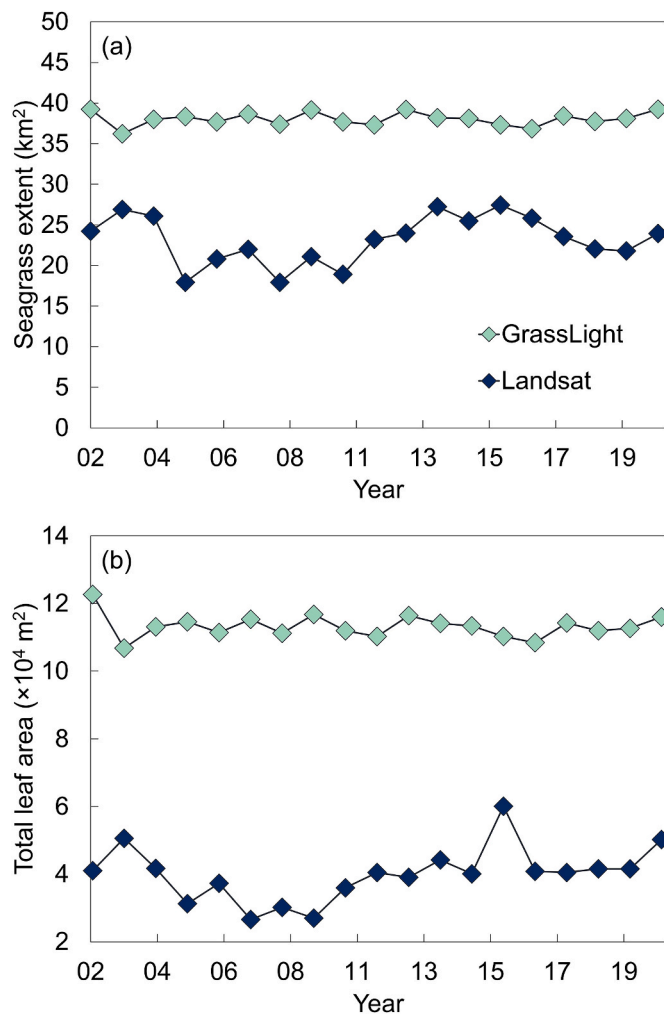 (a)
50
45
40
35
30
25
20
15
10
5
0
Seagrass extent (km²)
GrassLight
Landsat
02 04 06 08 11 13 15 17 19
Year
(b)
14
12
10
8
6
4
2
Total leaf area (×10⁴ m²)
02 04 06 08 11 13 15 17 19
Year